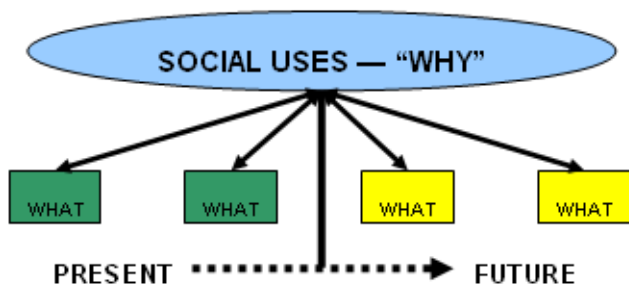 SOCIAL USES — “WHY”
WHAT WHAT WHAT WHAT
PRESENT FUTURE